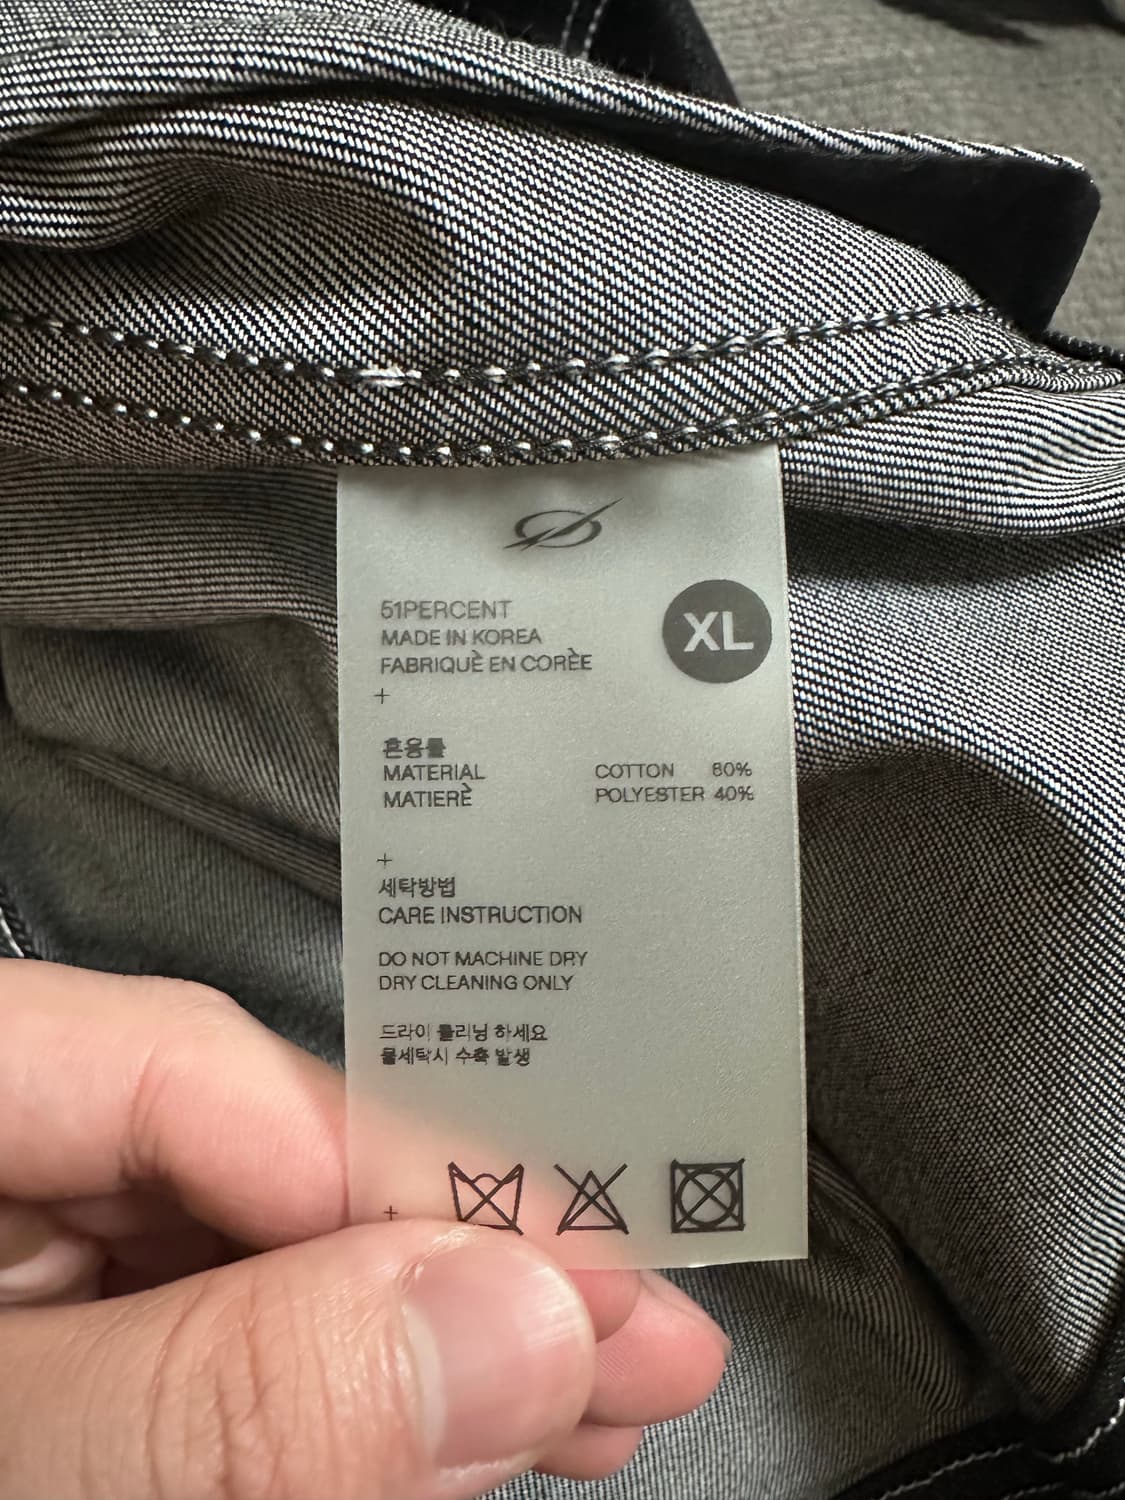 51PERCENT
MADE IN KOREA
FABRIQUÈ EN CORÈE
XL
+
혼용률
MATERIAL
MATIERÈ
COTTON 60%
POLYESTER 40%
+
세탁방법
CARE INSTRUCTION
DO NOT MACHINE DRY
DRY CLEANING ONLY
드라이 클리닝 하세요
물세탁시 수축 발생
+